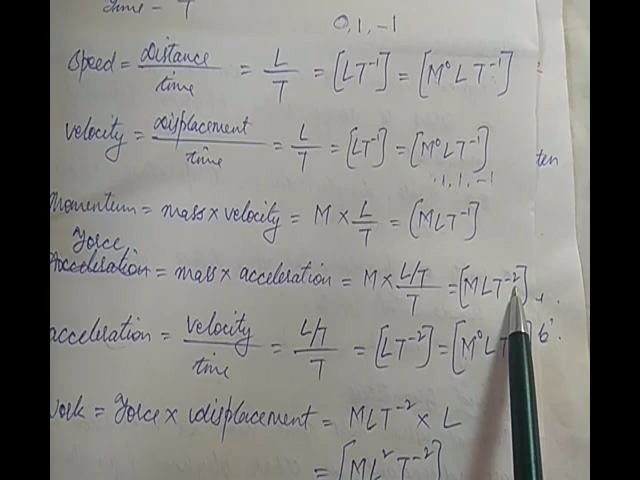 time - T
0, 1, -1
Speed = distance/time = L/T = [LT⁻¹] = [M⁰LT⁻¹]
velocity = displacement/time = L/T = [LT⁻¹] = [M⁰LT⁻¹]
1, 1, -1
momentum = mass x velocity = M x L/T = [MLT⁻¹]
Force
Acceleration = mass x acceleration = M x L/T/T = [MLT⁻²]
acceleration = velocity/time = L/T/T = [LT⁻²] = [M⁰LT
work = Force x displacement = MLT⁻² x L
= [ML²T⁻²]
ten